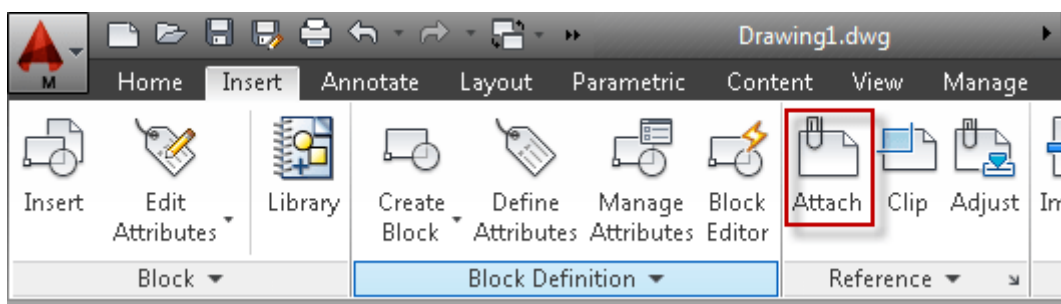 Drawing1.dwg
M
Home Insert Annotate Layout Parametric Content View Manage
Insert Edit Attributes Library Create Block Define Attributes Manage Attributes Block Editor Attach Clip Adjust
Block Block Definition Reference